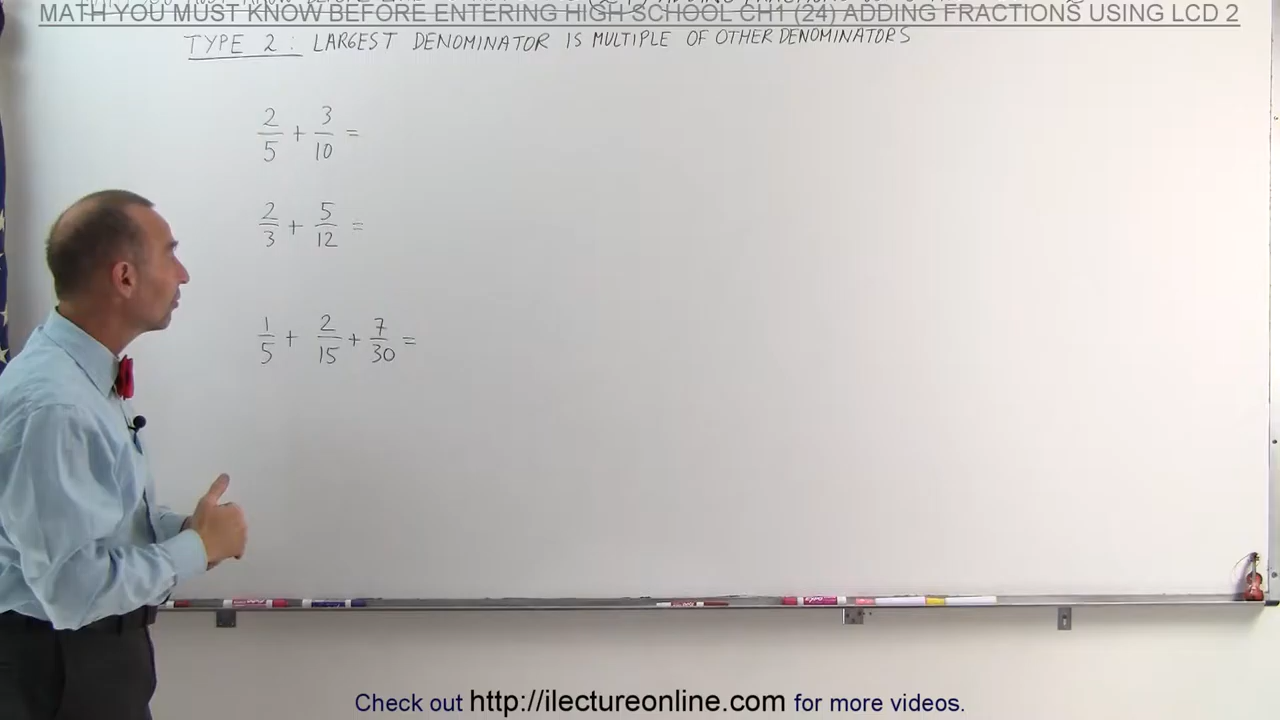 MATH YOU MUST KNOW BEFORE ENTERING HIGH SCHOOL CH1 (24) ADDING FRACTIONS USING LCD 2
TYPE 2: LARGEST DENOMINATOR IS MULTIPLE OF OTHER DENOMINATORS
2/5 + 3/10 =
2/3 + 5/12 =
1/5 + 2/15 + 7/30 =
Check out http://ilectureonline.com for more videos.